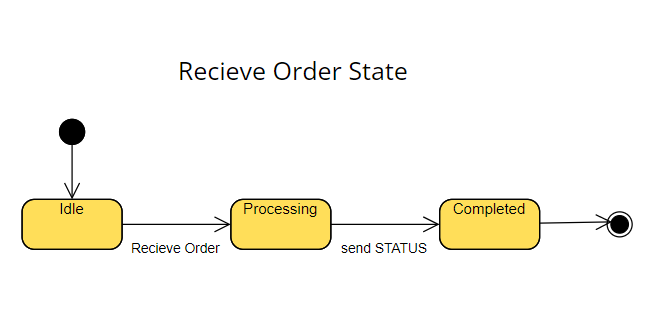 Recieve Order State
Idle
Processing
Completed
Recieve Order
send STATUS